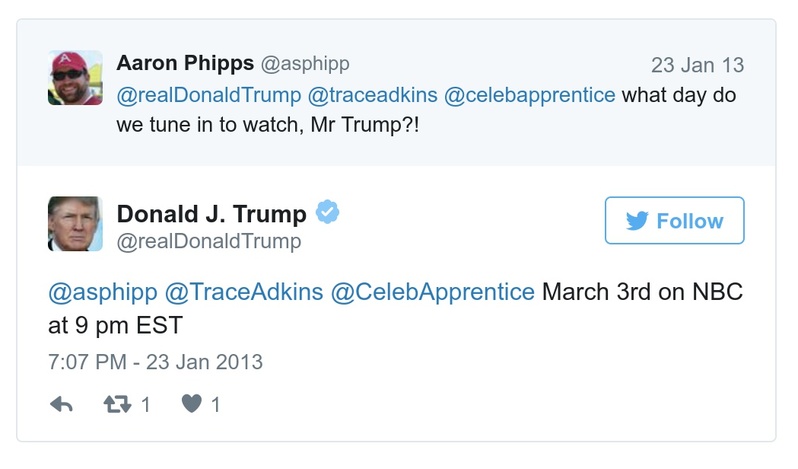 Aaron Phipps @asphipp 23 Jan 13
@realDonaldTrump @traceadkins @celebapprentice what day do
we tune in to watch, Mr Trump?!
Donald J. Trump
@realDonaldTrump
Follow
@asphipp @TraceAdkins @CelebApprentice March 3rd on NBC
at 9 pm EST
7:07 PM - 23 Jan 2013
1 1